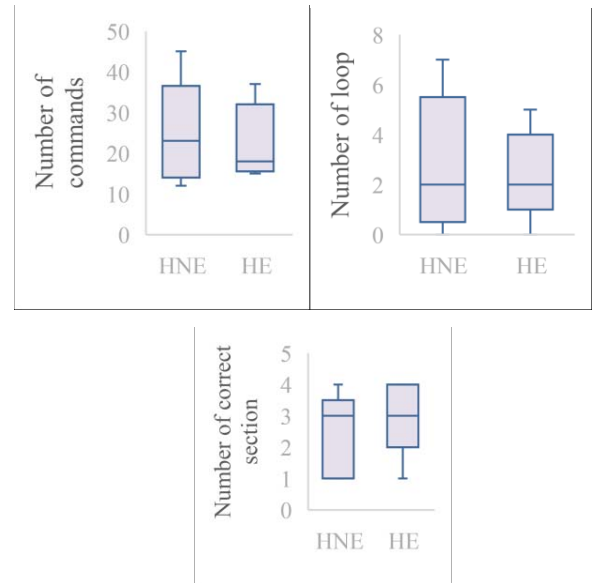 Number of
commands
50
40
30
20
10
0
HNE HE
Number of loop
8
6
4
2
0
HNE HE
Number of correct
section
5
4
3
2
1
0
HNE HE